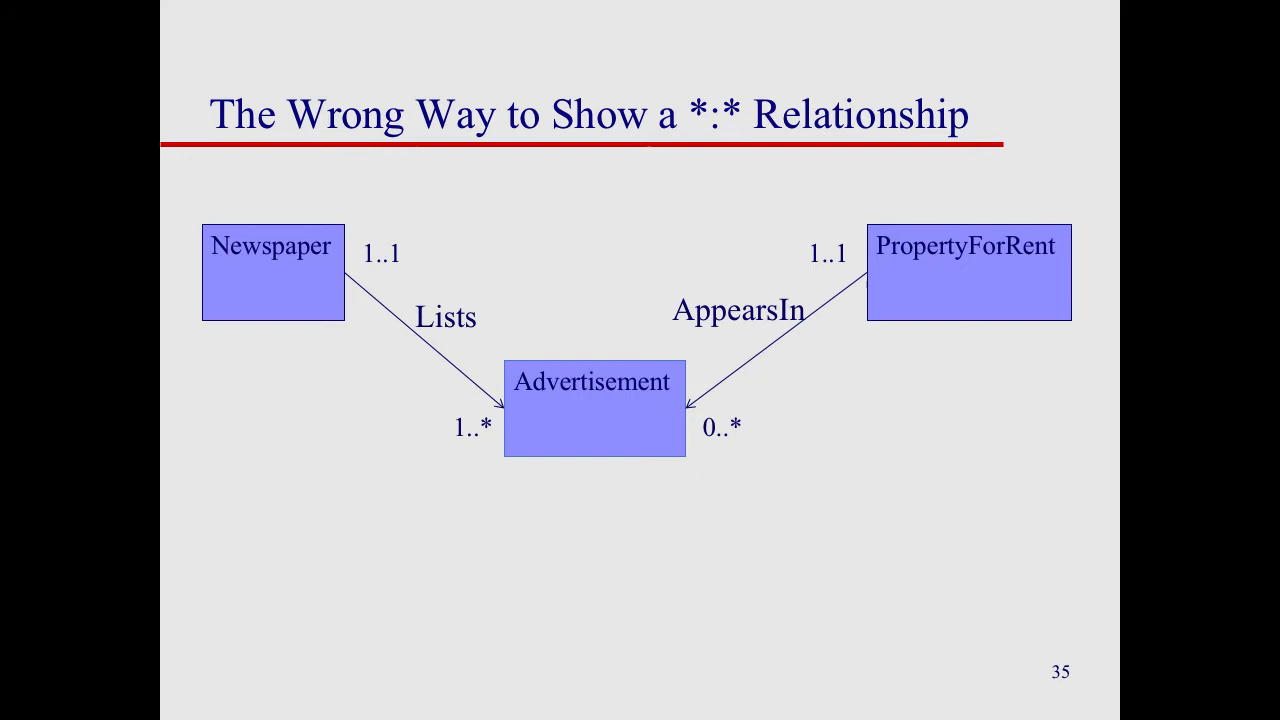 The Wrong Way to Show a *:* Relationship
Newspaper
1..1
1..1
PropertyForRent
Lists
AppearsIn
Advertisement
1..*
0..*
35